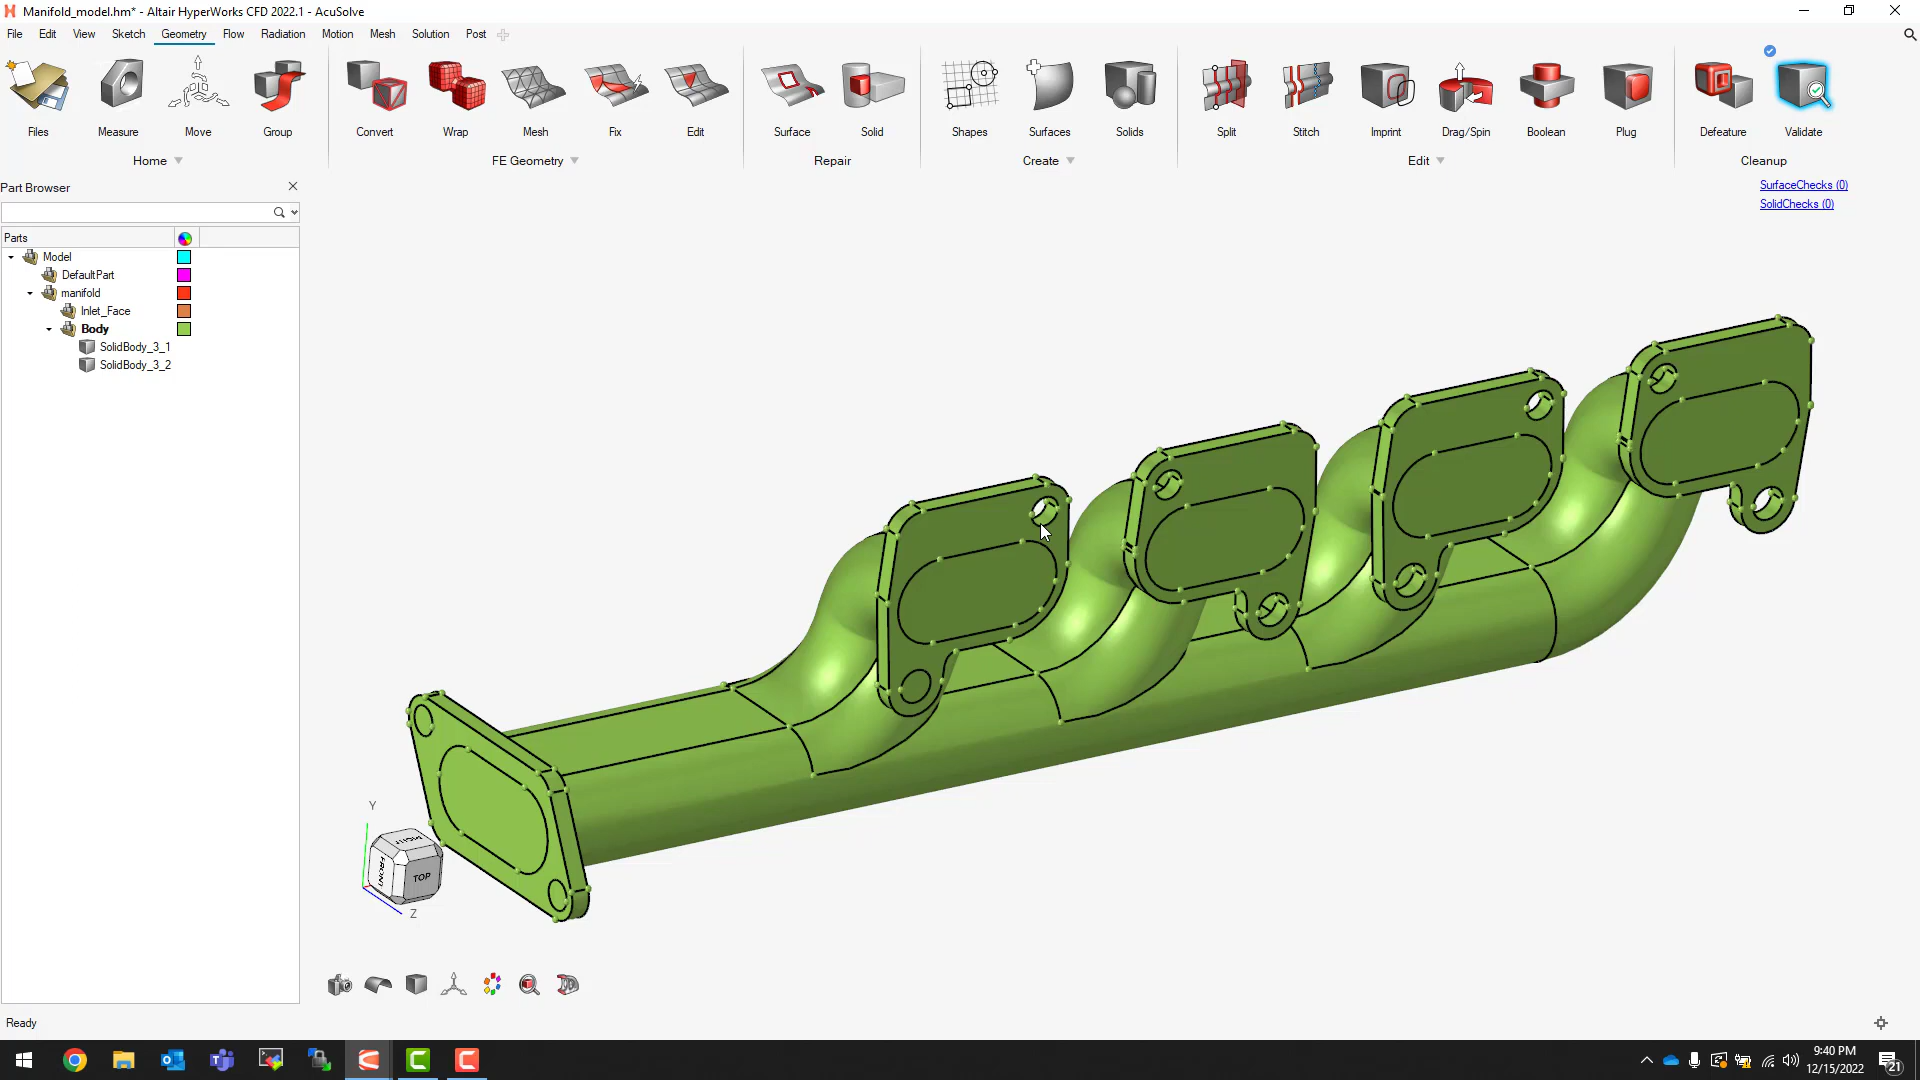 Manifold_model.hm* - Altair HyperWorks CFD 2022.1 - AcuSolve
File Edit View Sketch Geometry Flow Radiation Motion Mesh Solution Post
Files Measure Move Group Convert Wrap Mesh Fix Edit Surface Solid Shapes Surfaces Solids Split Stitch Imprint Drag/Spin Boolean Plug Defeature Validate
Home FE Geometry Repair Create Edit Cleanup
Part Browser
SurfaceChecks (0)
SolidChecks (0)
Parts
Model
DefaultPart
manifold
Inlet_Face
Body
SolidBody_3_1
SolidBody_3_2
Y
RIGHT
FRONT
TOP
Z
Ready
9:40 PM
12/15/2022
21